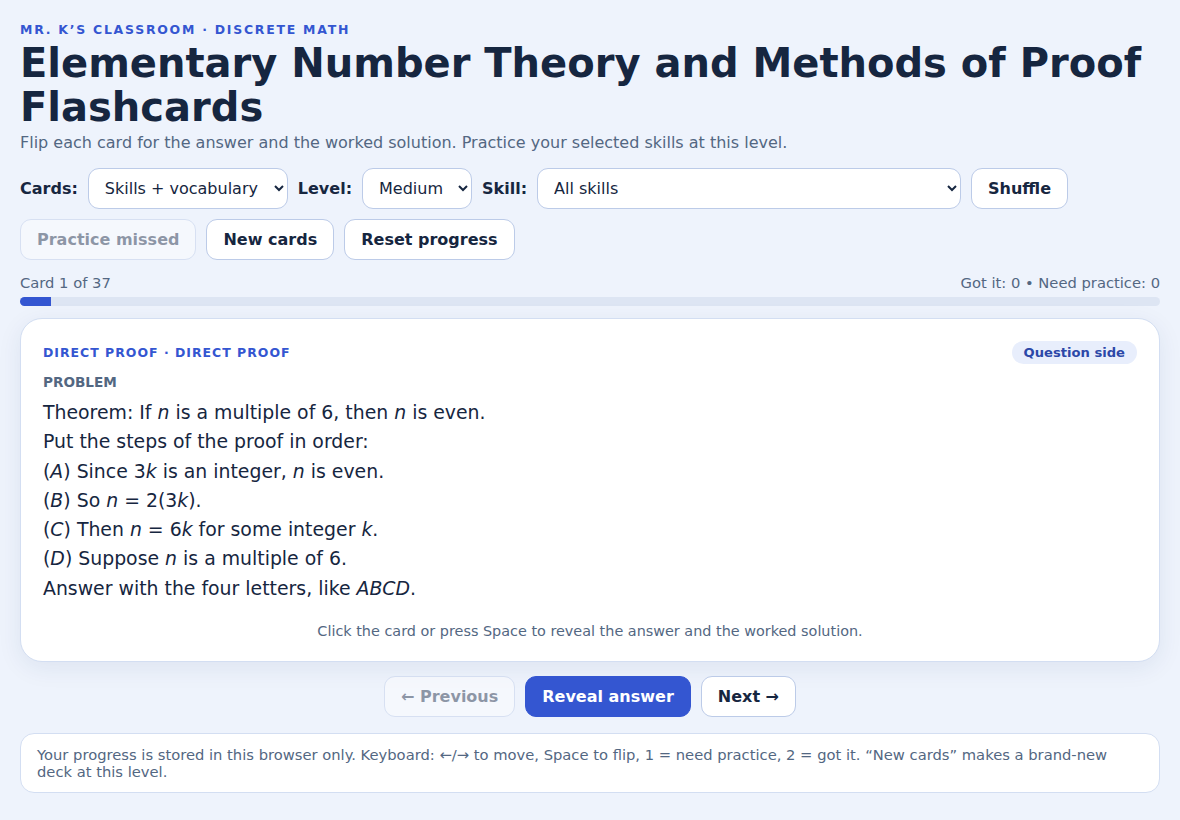 MR. K’S CLASSROOM · DISCRETE MATH
Elementary Number Theory and Methods of Proof
Flashcards
Flip each card for the answer and the worked solution. Practice your selected skills at this level.
Cards: Skills + vocabulary Level: Medium Skill: All skills Shuffle
Practice missed New cards Reset progress
Card 1 of 37 Got it: 0 • Need practice: 0
DIRECT PROOF · DIRECT PROOF Question side
PROBLEM
Theorem: If n is a multiple of 6, then n is even.
Put the steps of the proof in order:
(A) Since 3k is an integer, n is even.
(B) So n = 2(3k).
(C) Then n = 6k for some integer k.
(D) Suppose n is a multiple of 6.
Answer with the four letters, like ABCD.
Click the card or press Space to reveal the answer and the worked solution.
← Previous Reveal answer Next →
Your progress is stored in this browser only. Keyboard: ←/→ to move, Space to flip, 1 = need practice, 2 = got it. “New cards” makes a brand-new
deck at this level.